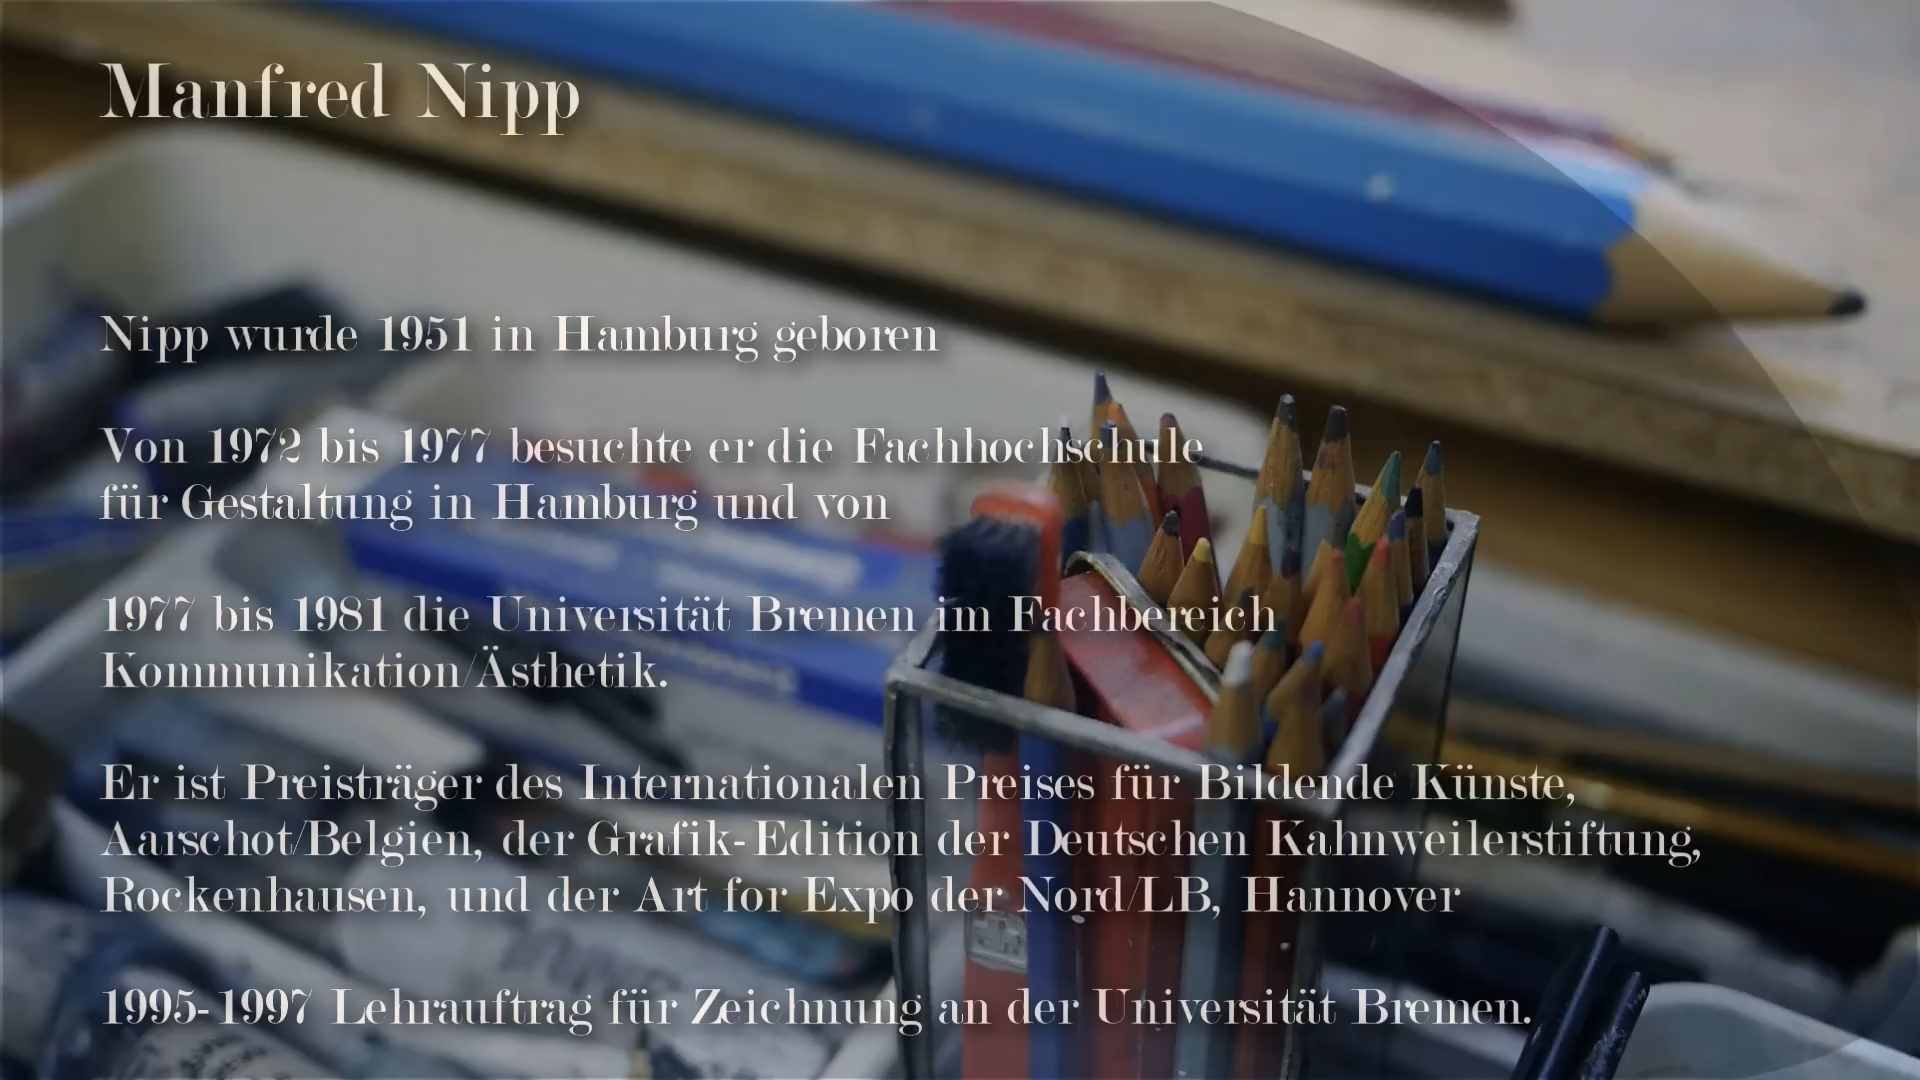 Manfred Nipp
Nipp wurde 1951 in Hamburg geboren
Von 1972 bis 1977 besuchte er die Fachhochschule
für Gestaltung in Hamburg und von
1977 bis 1981 die Universität Bremen im Fachbereich
Kommunikation/Ästhetik.
Er ist Preisträger des Internationalen Preises für Bildende Künste,
Aarschot/Belgien, der Grafik-Edition der Deutschen Kahnweilerstiftung,
Rockenhausen, und der Art for Expo der Nord/LB, Hannover
1995-1997 Lehrauftrag für Zeichnung an der Universität Bremen.